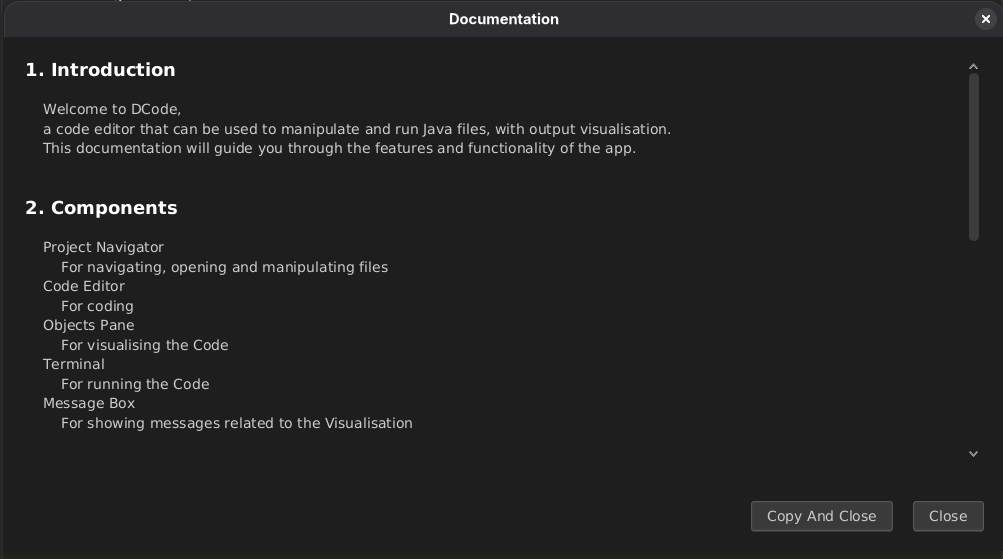 Documentation
1. Introduction
Welcome to DCode,
a code editor that can be used to manipulate and run Java files, with output visualisation.
This documentation will guide you through the features and functionality of the app.
2. Components
Project Navigator
For navigating, opening and manipulating files
Code Editor
For coding
Objects Pane
For visualising the Code
Terminal
For running the Code
Message Box
For showing messages related to the Visualisation
Copy And Close
Close